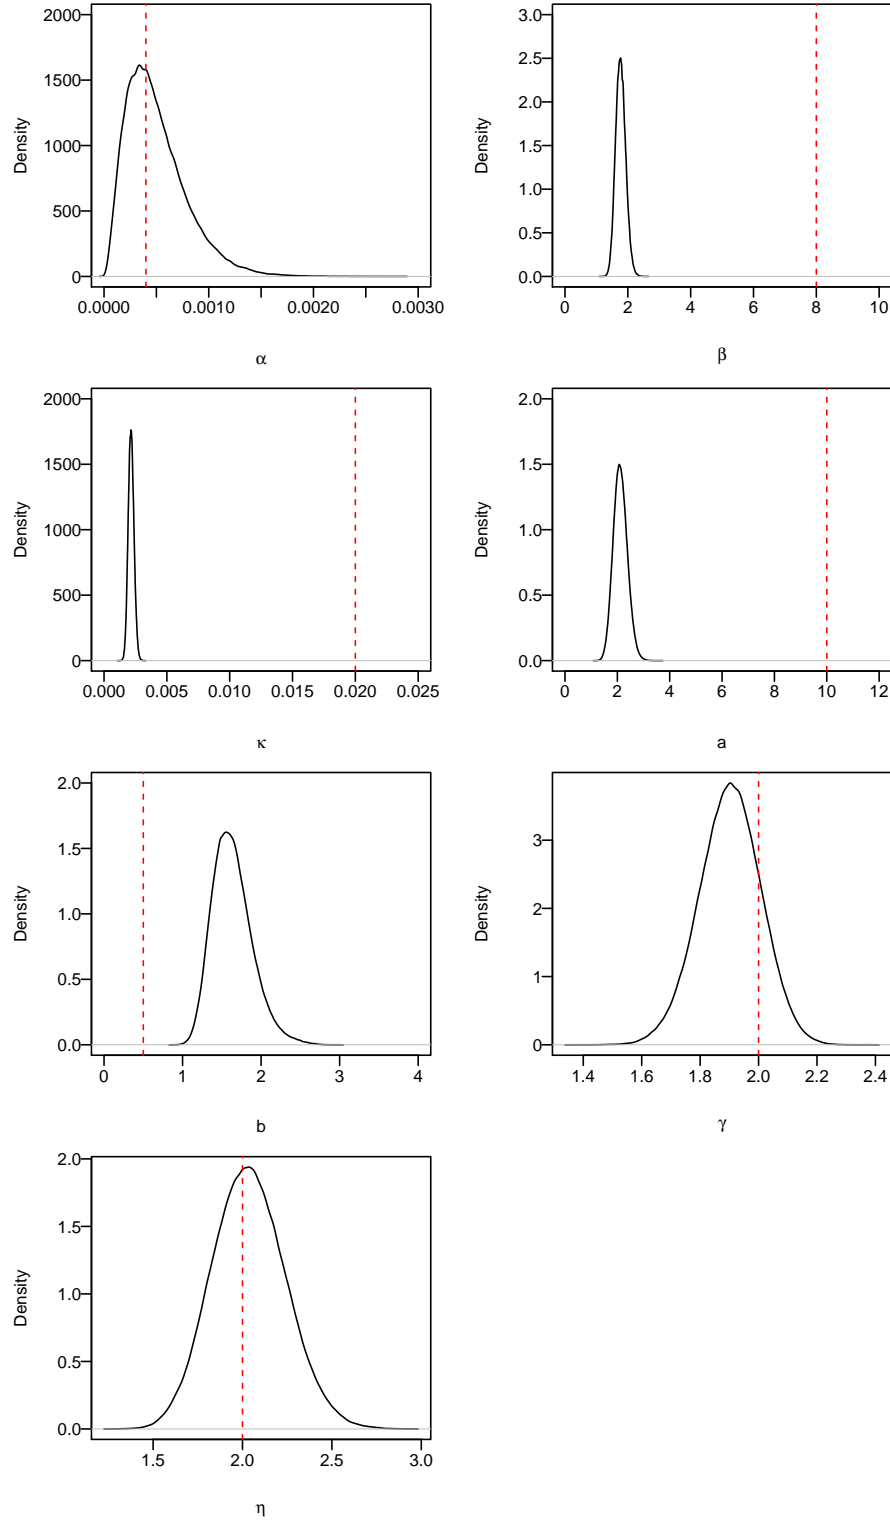 Density
2000
1500
1000
500
0
0.0000 0.0010 0.0020 0.0030
α
Density
3.0
2.5
2.0
1.5
1.0
0.5
0.0
0 2 4 6 8 10
β
Density
2000
1500
1000
500
0
0.000 0.005 0.010 0.015 0.020 0.025
κ
Density
2.0
1.5
1.0
0.5
0.0
0 2 4 6 8 10 12
a
Density
2.0
1.5
1.0
0.5
0.0
0 1 2 3 4
b
Density
3
2
1
0
1.4 1.6 1.8 2.0 2.2 2.4
γ
Density
2.0
1.5
1.0
0.5
0.0
1.5 2.0 2.5 3.0
η